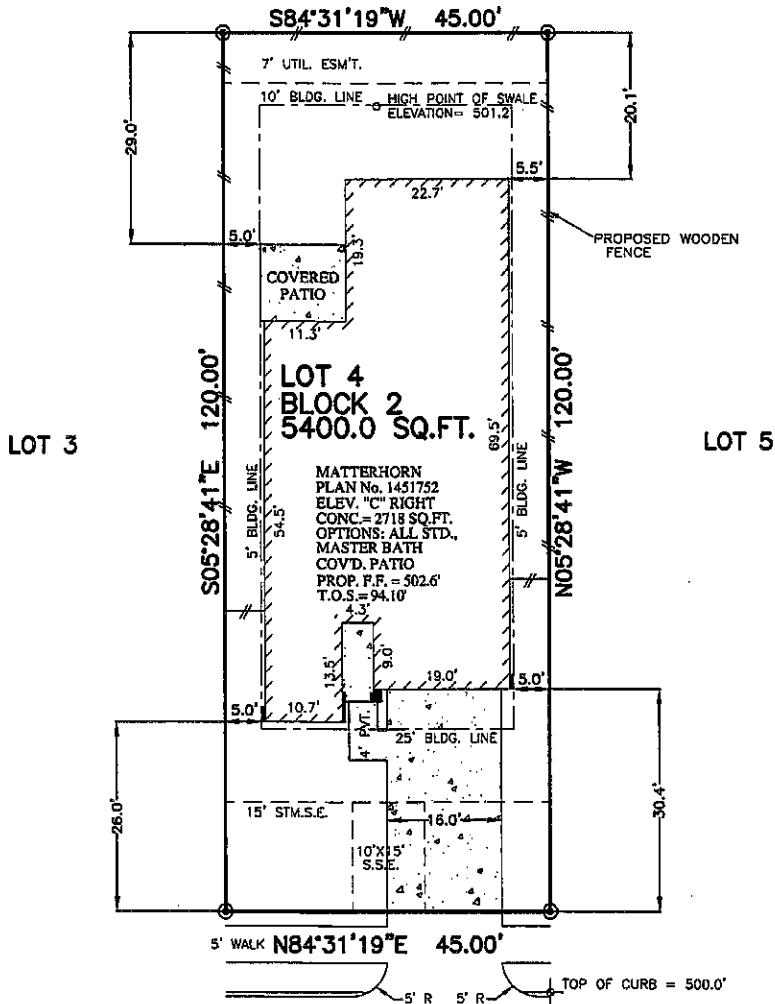 S84°31'19"W 45.00'
7' UTIL. ESM'T.
10' BLDG. LINE
HIGH POINT OF SWALE
ELEVATION= 501.2
29.0'
20.1'
5.5'
22.7'
5.0'
19.3'
PROPOSED WOODEN
FENCE
COVERED
PATIO
11.3'
LOT 4
BLOCK 2
5400.0 SQ.FT.
S05°28'41"E 120.00'
N05°28'41"W 120.00'
LOT 3
LOT 5
69.5'
54.5'
5' BLDG. LINE
5' BLDG. LINE
MATTERHORN
PLAN No. 1451752
ELEV. "C" RIGHT
CONC.= 2718 SQ.FT.
OPTIONS: ALL STD.,
MASTER BATH
COV'D. PATIO
PROP. F.F. = 502.6'
T.O.S.= 94.10'
4.3'
13.5'
9.0'
19.0'
5.0'
5.0'
10.7'
4' PVT.
25' BLDG. LINE
26.0'
30.4'
15' STM.S.E.
16.0'
10'X15'
S.S.E.
5' WALK
N84°31'19"E 45.00'
5' R
5' R
TOP OF CURB = 500.0'